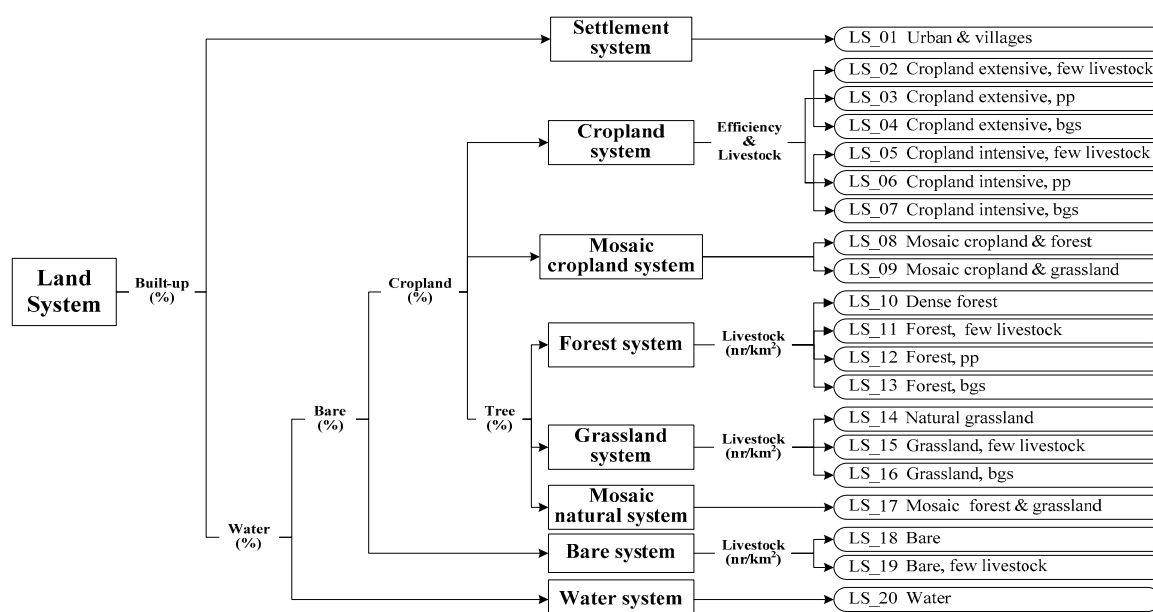 Land
System
Built-up
(%)
Water
(%)
Bare
(%)
Cropland
(%)
Tree
(%)
Settlement
system
Cropland
system
Efficiency
&
Livestock
Mosaic
cropland system
Forest system
Livestock
(nr/km²)
Grassland
system
Livestock
(nr/km²)
Mosaic
natural system
Bare system
Livestock
(nr/km²)
Water system
LS_01 Urban & villages
LS_02 Cropland extensive, few livestock
LS_03 Cropland extensive, pp
LS_04 Cropland extensive, bgs
LS_05 Cropland intensive, few livestock
LS_06 Cropland intensive, pp
LS_07 Cropland intensive, bgs
LS_08 Mosaic cropland & forest
LS_09 Mosaic cropland & grassland
LS_10 Dense forest
LS_11 Forest, few livestock
LS_12 Forest, pp
LS_13 Forest, bgs
LS_14 Natural grassland
LS_15 Grassland, few livestock
LS_16 Grassland, bgs
LS_17 Mosaic forest & grassland
LS_18 Bare
LS_19 Bare, few livestock
LS_20 Water